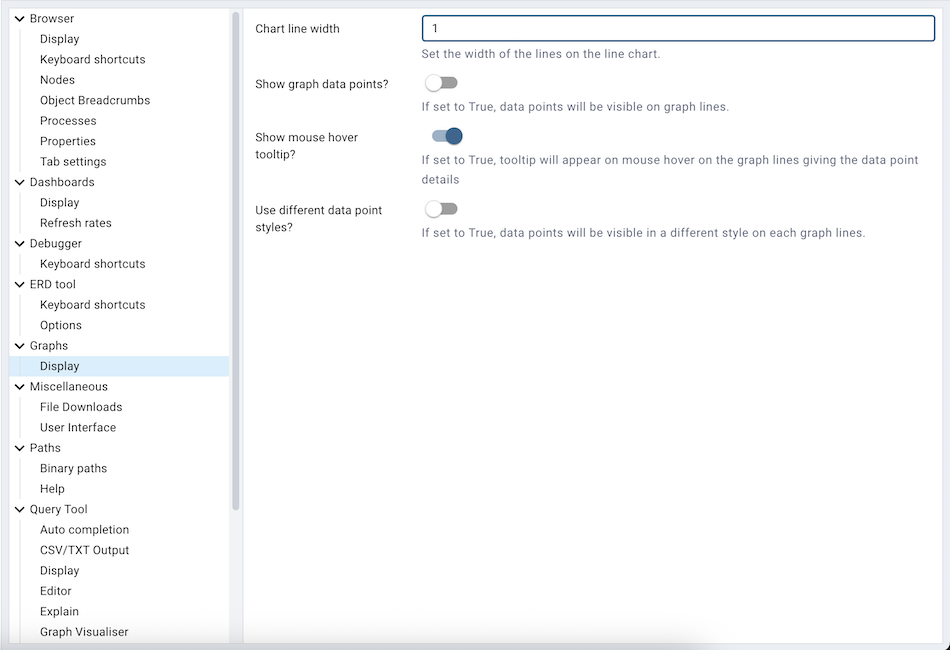 Browser
Display
Keyboard shortcuts
Nodes
Object Breadcrumbs
Processes
Properties
Tab settings
Dashboards
Display
Refresh rates
Debugger
Keyboard shortcuts
ERD tool
Keyboard shortcuts
Options
Graphs
Display
Miscellaneous
File Downloads
User Interface
Paths
Binary paths
Help
Query Tool
Auto completion
CSV/TXT Output
Display
Editor
Explain
Graph Visualiser
Chart line width
1
Set the width of the lines on the line chart.
Show graph data points?
If set to True, data points will be visible on graph lines.
Show mouse hover
tooltip?
If set to True, tooltip will appear on mouse hover on the graph lines giving the data point
details
Use different data point
styles?
If set to True, data points will be visible in a different style on each graph lines.